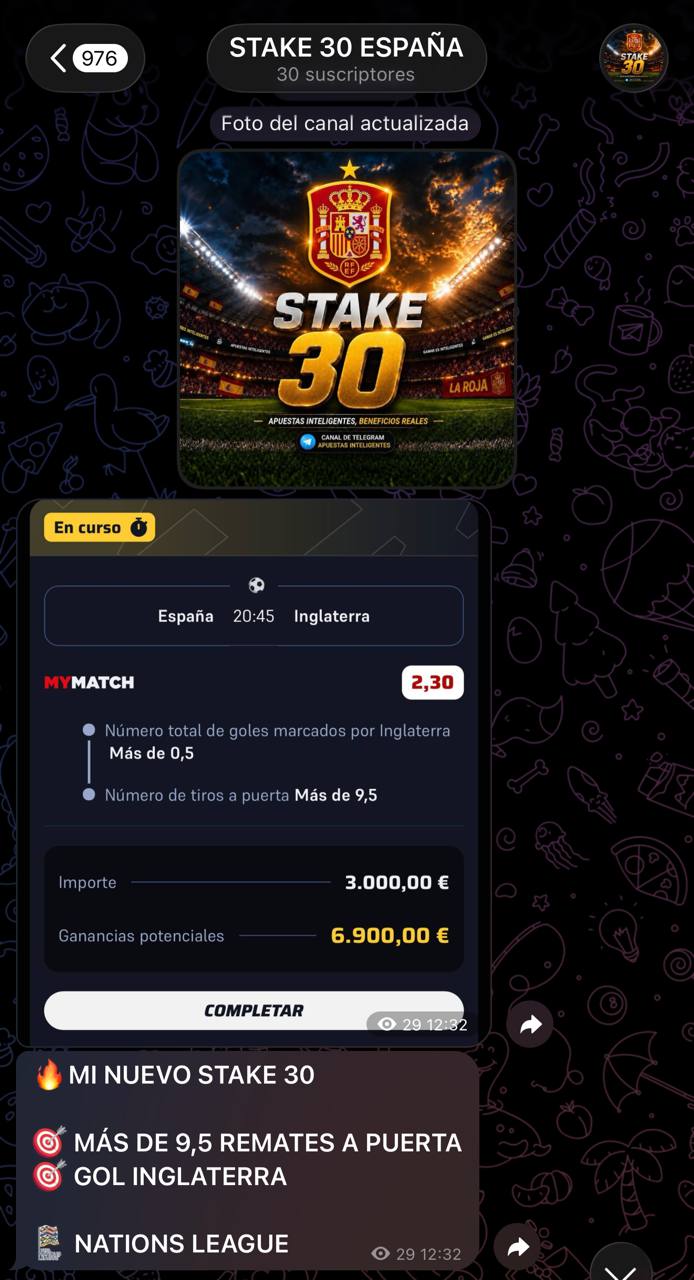 976
STAKE 30 ESPAÑA
30 suscriptores
Foto del canal actualizada
STAKE
30
LA ROJA
APUESTAS INTELIGENTES, BENEFICIOS REALES
CANAL DE TELEGRAM
APUESTAS INTELIGENTES
En curso
España 20:45 Inglaterra
MYMATCH
2,30
Número total de goles marcados por Inglaterra
Más de 0,5
Número de tiros a puerta Más de 9,5
Importe 3.000,00 €
Ganancias potenciales 6.900,00 €
COMPLETAR
29 12:32
🔥 MI NUEVO STAKE 30
🎯 MÁS DE 9,5 REMATES A PUERTA
🎯 GOL INGLATERRA
NATIONS LEAGUE
29 12:32